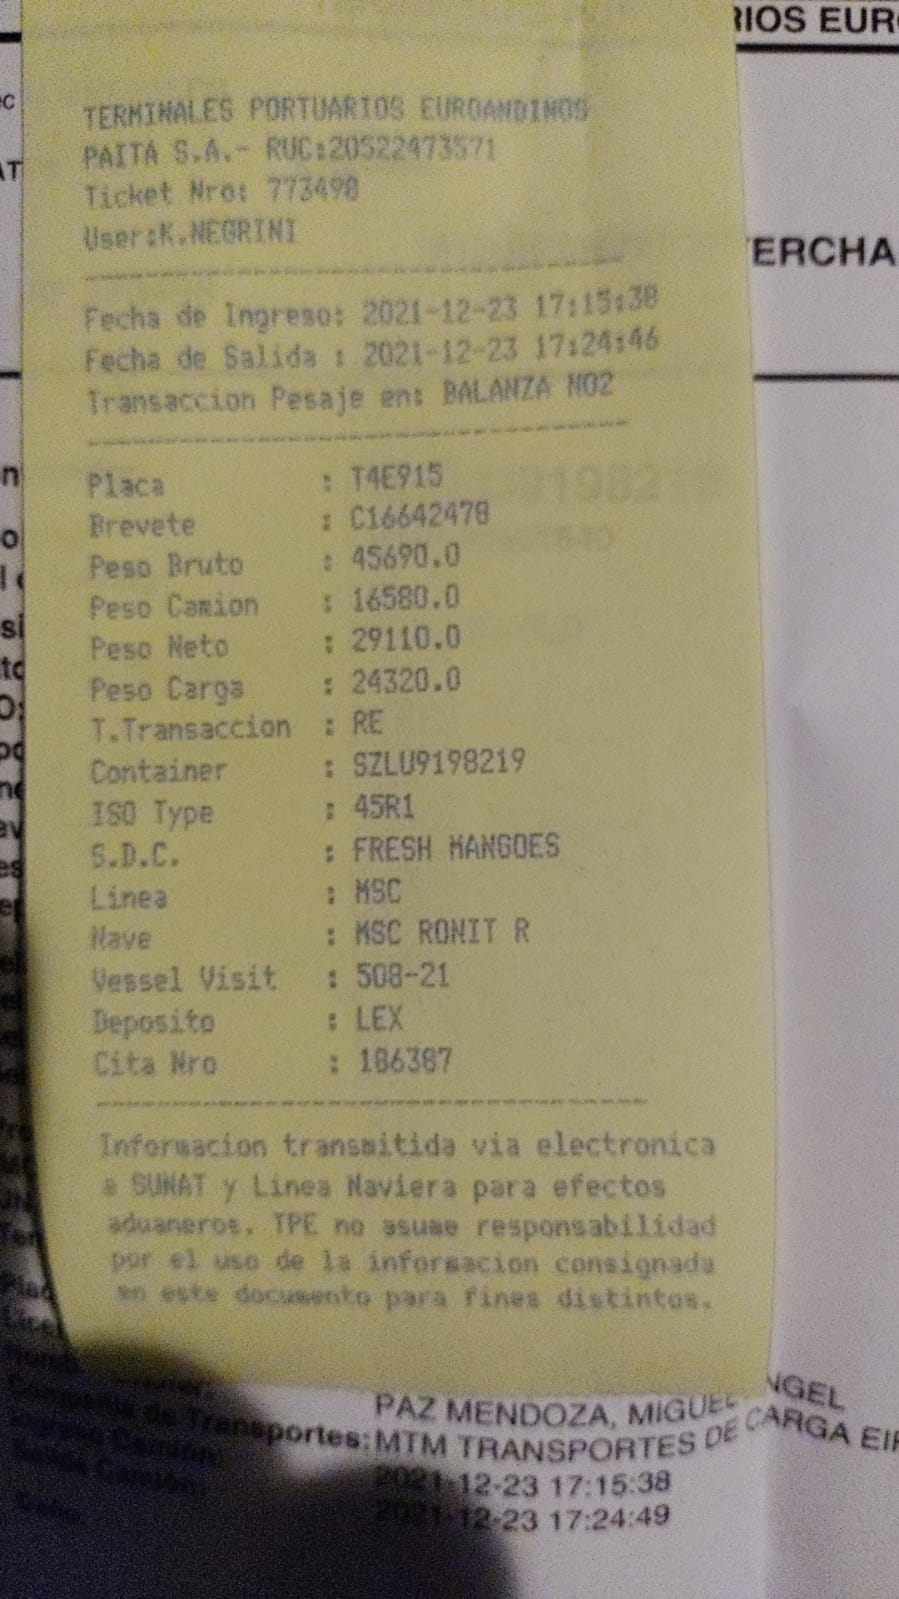 RIOS EUR
TERMINALES PORTUARIOS EUROANDINOS
PAITA S.A.- RUC:20522473571
Ticket Nro: 773498
User:K.NEGRINI
ERCHA
Fecha de Ingreso: 2021-12-23 17:15:38
Fecha de Salida : 2021-12-23 17:24:46
Transaccion Pesaje en: BALANZA NO2
Placa : T4E915
Brevete : C16642478
Peso Bruto : 45690.0
Peso Camion : 16580.0
Peso Neto : 29110.0
Peso Carga : 24320.0
T.Transaccion : RE
Container : SZLU9198219
ISO Type : 45R1
S.D.C. : FRESH MANGOES
Linea : MSC
Nave : MSC RONIT R
Vessel Visit : 508-21
Deposito : LEX
Cita Nro : 186387
Informacion transmitida via electronica
a SUNAT y Linea Naviera para efectos
aduaneros. TPE no asume responsabilidad
por el uso de la informacion consignada
en este documento para fines distintos.
PAZ MENDOZA, MIGUEL ANGEL
de Transportes: MTM TRANSPORTES DE CARGA EI
2021-12-23 17:15:38
2021-12-23 17:24:49